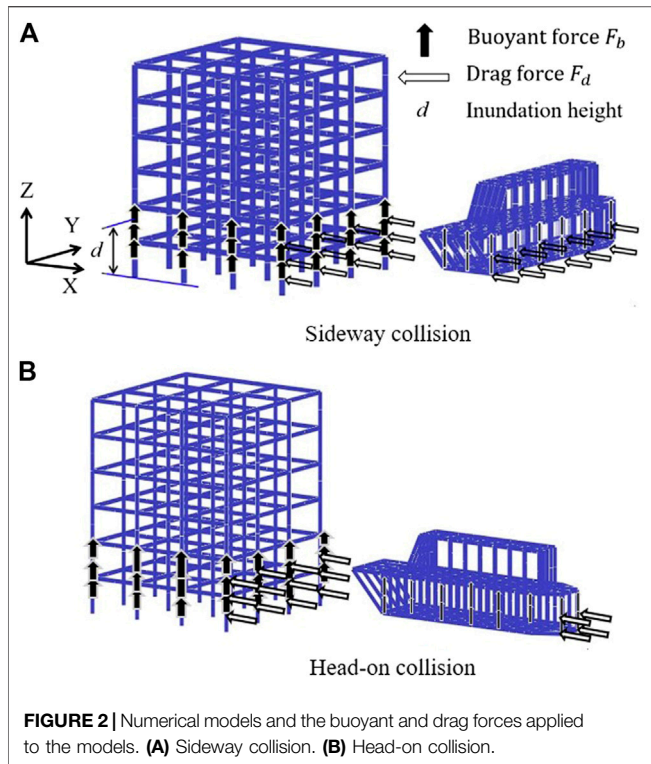 A
Buoyant force F_b
Drag force F_d
d Inundation height
Z
Y
d
X
Sideway collision
B
Head-on collision
FIGURE 2 | Numerical models and the buoyant and drag forces applied
to the models. (A) Sideway collision. (B) Head-on collision.